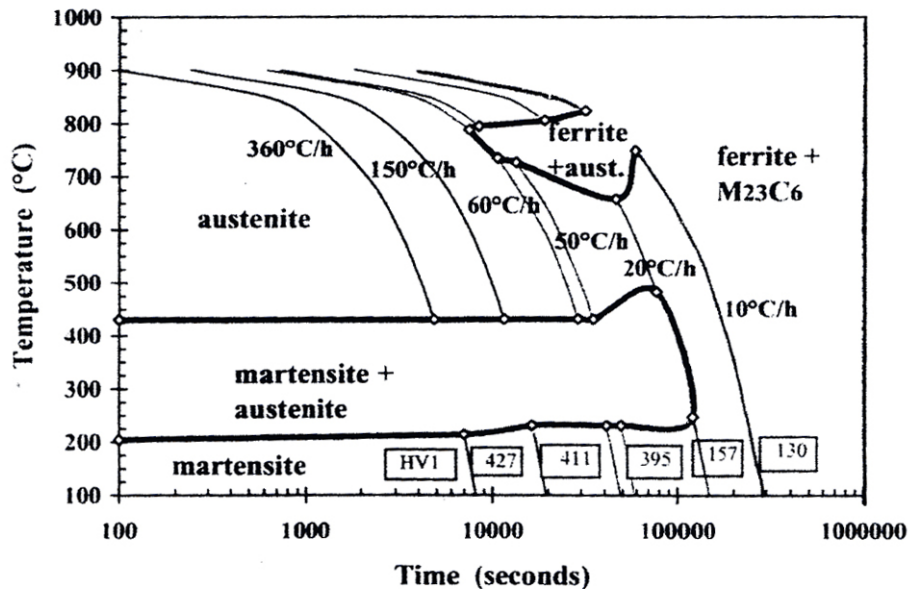 1000
900
800
700
600
500
400
300
200
100
Temperature (°C)
360°C/h
150°C/h
60°C/h
50°C/h
20°C/h
10°C/h
austenite
ferrite
+aust.
ferrite +
M23C6
martensite +
austenite
martensite
HV1
427
411
395
157
130
100
1000
10000
100000
1000000
Time (seconds)